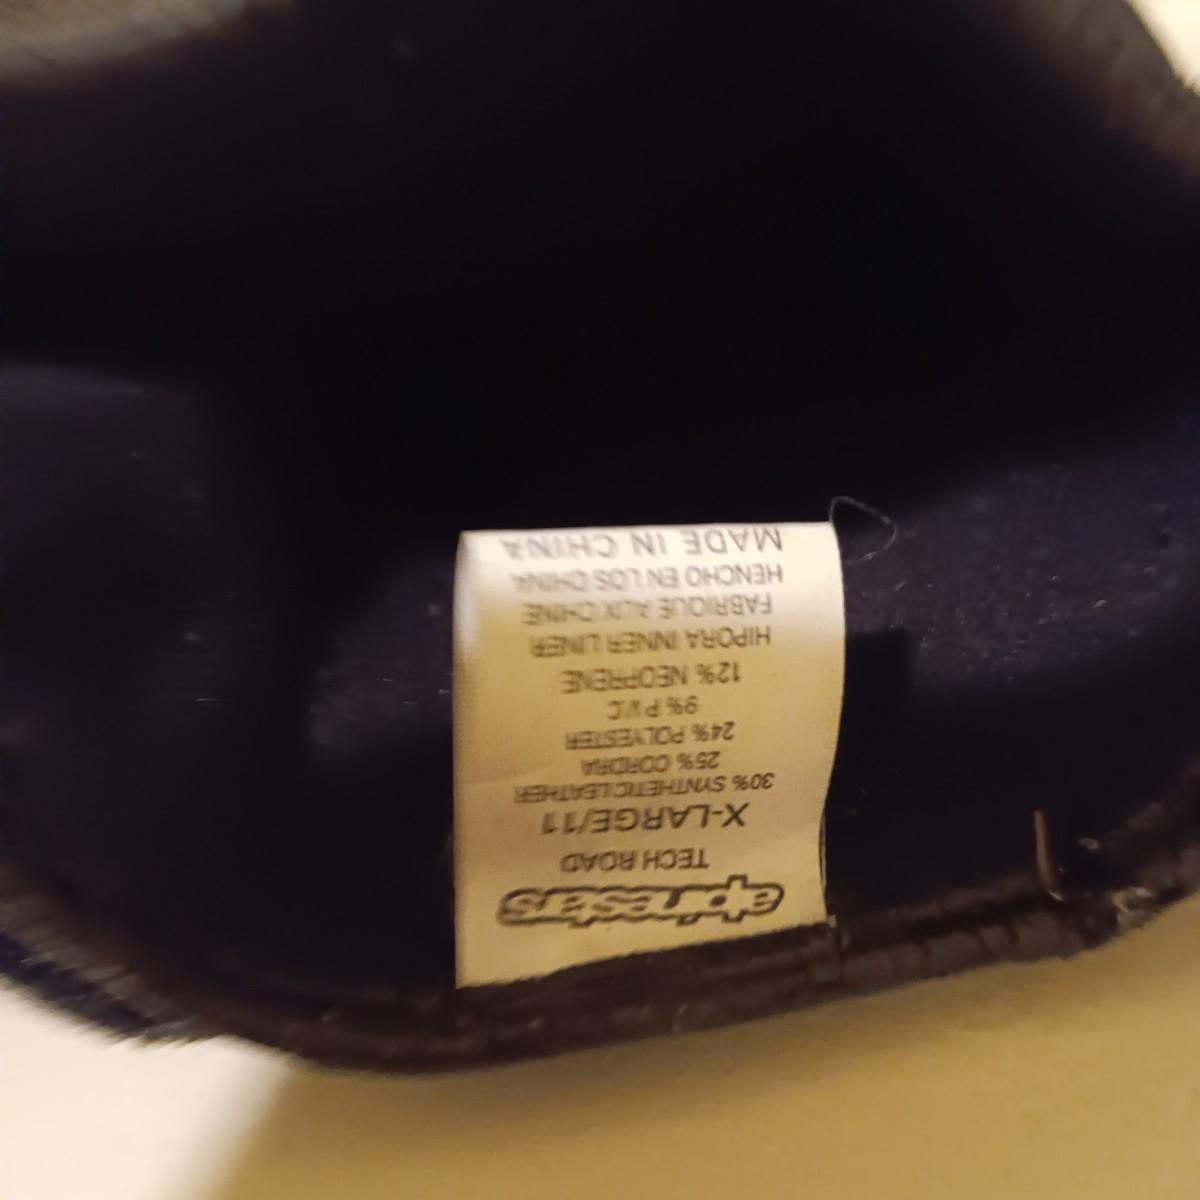 alpinestars
TECH ROAD
X-LARGE/11
30% SYNTHETIC LEATHER
25% CORDRA
24% POLYESTER
9% P.V.C
12% NEOPRENE
HIPORA INNER LINER
FABRIQUE AUX CHINE
HENCHO EN LOS CHINA
MADE IN CHINA